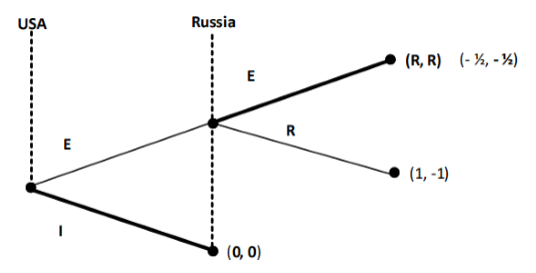 USA
Russia
E
(R, R) (- ½, - ½)
E
R
(1, -1)
I
(0, 0)